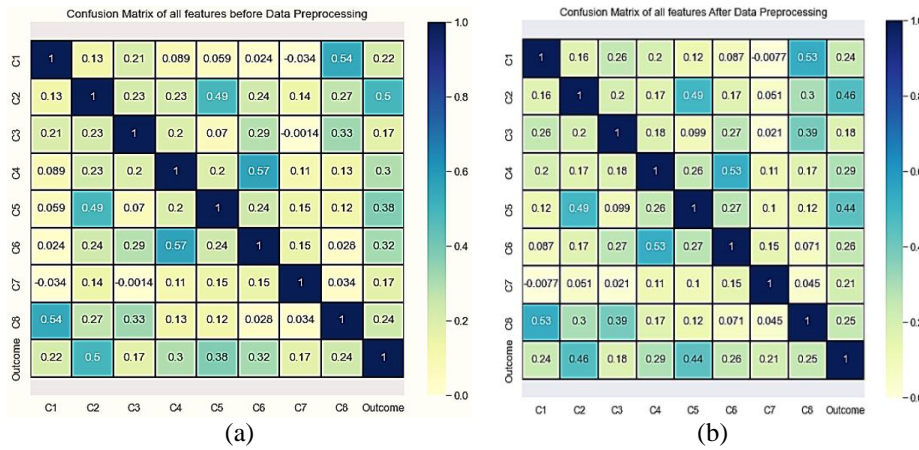 Confusion Matrix of all features before Data Preprocessing
C1 1 0.13 0.21 0.089 0.059 0.024 -0.034 0.54 0.22
C2 0.13 1 0.23 0.23 0.49 0.24 0.14 0.27 0.5
C3 0.21 0.23 1 0.2 0.07 0.29 -0.0014 0.33 0.17
C4 0.089 0.23 0.2 1 0.2 0.57 0.11 0.13 0.3
C5 0.059 0.49 0.07 0.2 1 0.24 0.15 0.12 0.38
C6 0.024 0.24 0.29 0.57 0.24 1 0.15 0.028 0.32
C7 -0.034 0.14 -0.0014 0.11 0.15 0.15 1 0.034 0.17
C8 0.54 0.27 0.33 0.13 0.12 0.028 0.034 1 0.24
Outcome 0.22 0.5 0.17 0.3 0.38 0.32 0.17 0.24 1
C1 C2 C3 C4 C5 C6 C7 C8 Outcome
1.0
0.8
0.6
0.4
0.2
0.0
(a)
Confusion Matrix of all features After Data Preprocessing
C1 1 0.16 0.26 0.2 0.12 0.087 -0.0077 0.53 0.24
C2 0.16 1 0.2 0.17 0.49 0.17 0.051 0.3 0.46
C3 0.26 0.2 1 0.18 0.099 0.27 0.021 0.39 0.18
C4 0.2 0.17 0.18 1 0.26 0.53 0.11 0.17 0.29
C5 0.12 0.49 0.099 0.26 1 0.27 0.1 0.12 0.44
C6 0.087 0.17 0.27 0.53 0.27 1 0.15 0.071 0.26
C7 -0.0077 0.051 0.021 0.11 0.1 0.15 1 0.045 0.21
C8 0.53 0.3 0.39 0.17 0.12 0.071 0.045 1 0.25
Outcome 0.24 0.46 0.18 0.29 0.44 0.26 0.21 0.25 1
C1 C2 C3 C4 C5 C6 C7 C8 Outcome
1.0
0.8
0.6
0.4
0.2
0.0
(b)